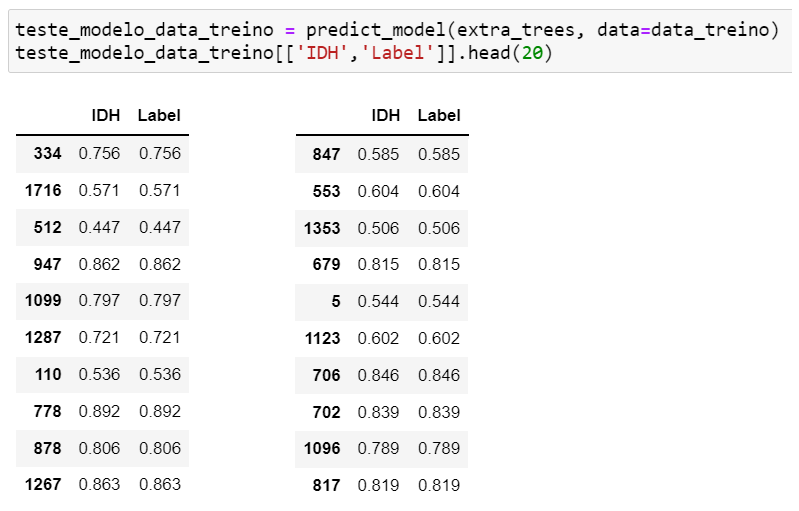 teste_modelo_data_treino = predict_model(extra_trees, data=data_treino)
teste_modelo_data_treino[['IDH','Label']].head(20)
IDH Label
334 0.756 0.756
1716 0.571 0.571
512 0.447 0.447
947 0.862 0.862
1099 0.797 0.797
1287 0.721 0.721
110 0.536 0.536
778 0.892 0.892
878 0.806 0.806
1267 0.863 0.863
IDH Label
847 0.585 0.585
553 0.604 0.604
1353 0.506 0.506
679 0.815 0.815
5 0.544 0.544
1123 0.602 0.602
706 0.846 0.846
702 0.839 0.839
1096 0.789 0.789
817 0.819 0.819